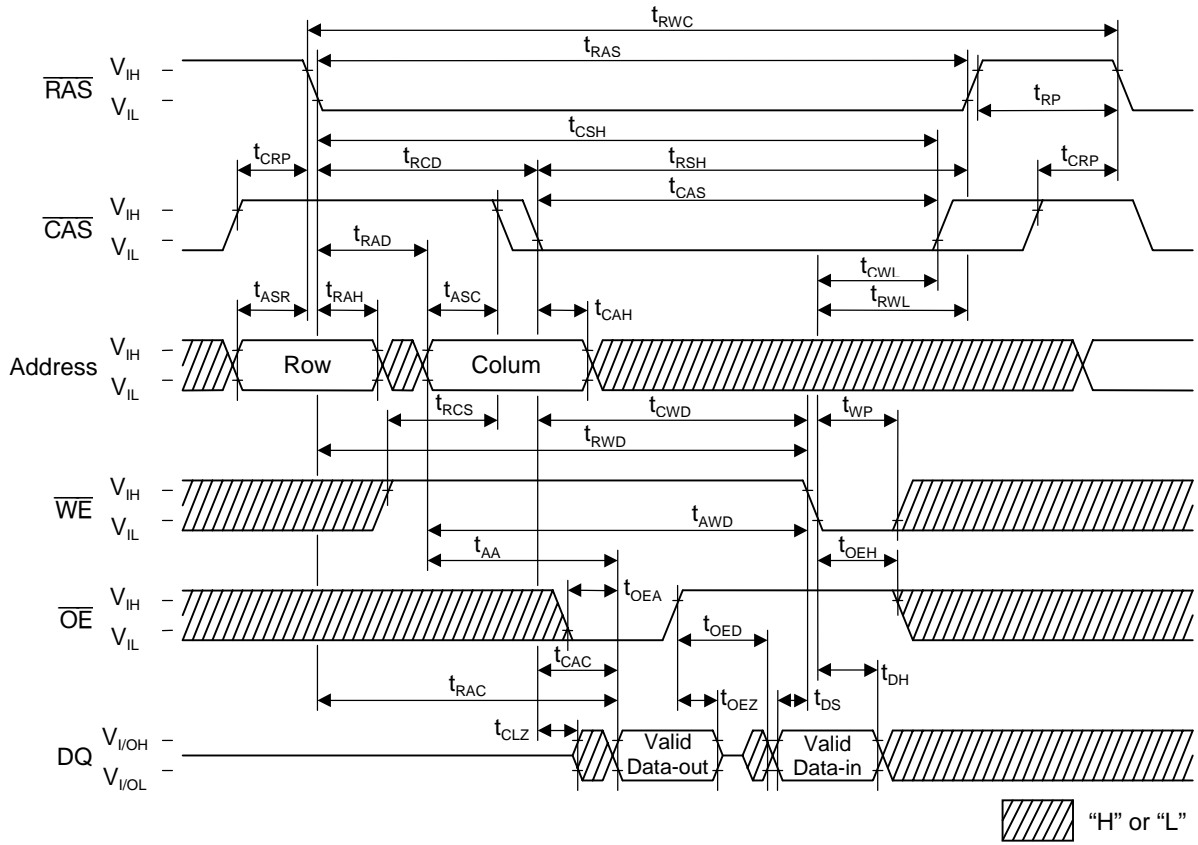 tRWC
tRAS
RAS
VIH
VIL
tRP
tCSH
tCRP
tRCD
tRSH
tCRP
tCAS
CAS
VIH
VIL
tRAD
tCWL
tASR
tRAH
tASC
tCAH
tRWL
Address
VIH
VIL
Row
Colum
tRCS
tCWD
tWP
tRWD
WE
VIH
VIL
tAWD
tAA
tOEH
tOEA
OE
VIH
VIL
tOED
tCAC
tRAC
tOEZ
tDS
tDH
tCLZ
DQ
VI/OH
VI/OL
Valid
Data-out
Valid
Data-in
“H” or “L”